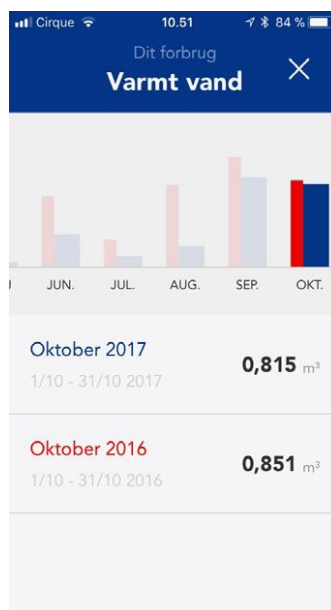 Cirque 10.51 84 %
Dit forbrug
Varmt vand
JUN. JUL. AUG. SEP. OKT.
Oktober 2017
0,815 m³
1/10 - 31/10 2017
Oktober 2016
0,851 m³
1/10 - 31/10 2016